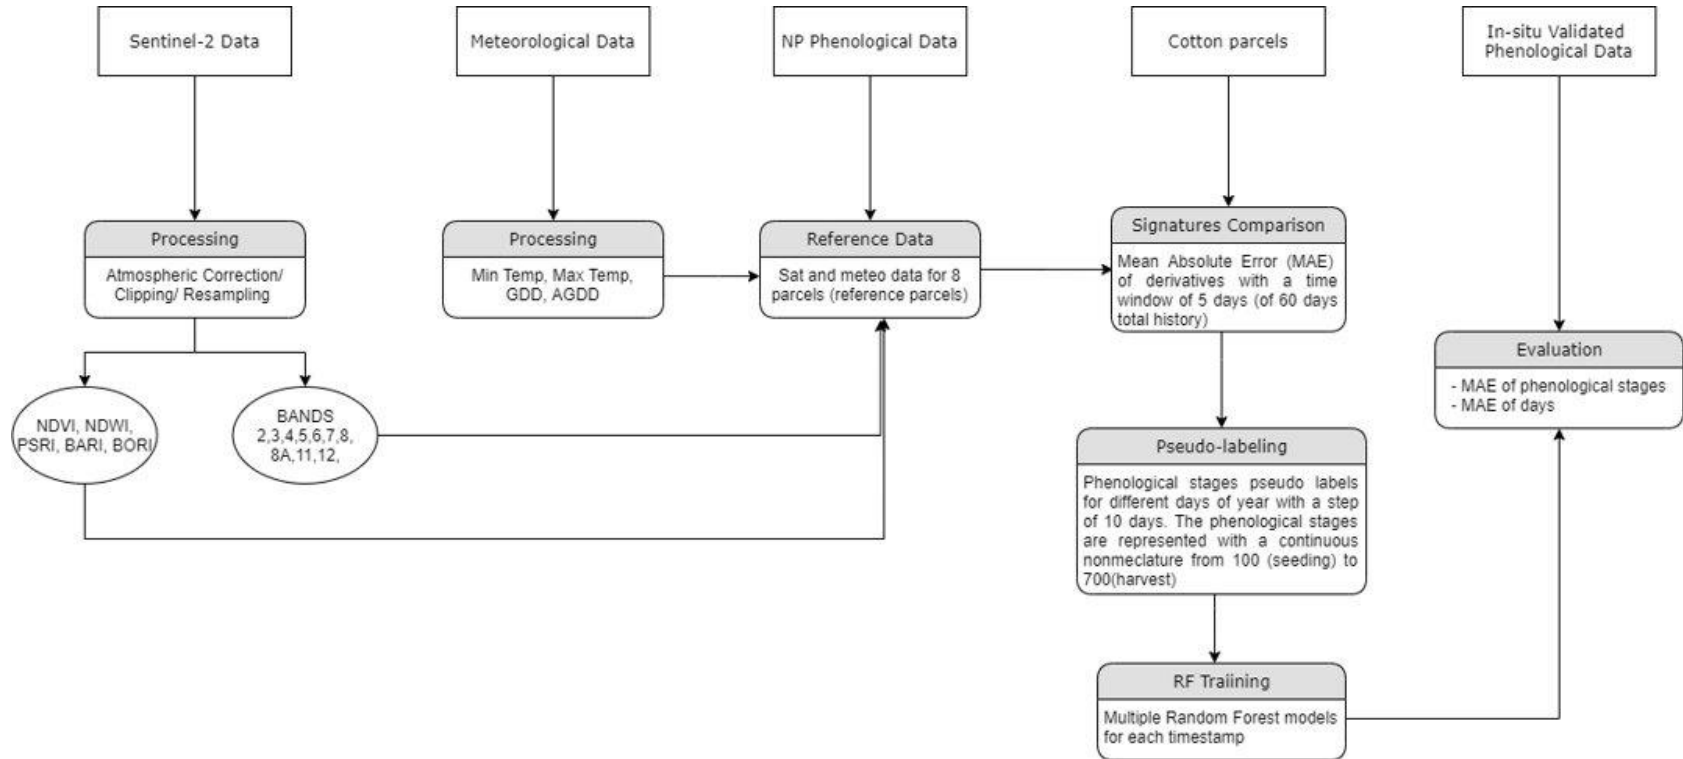 Sentinel-2 Data
Meteorological Data
NP Phenological Data
Cotton parcels
In-situ Validated
Phenological Data
Processing
Atmospheric Correction/
Clipping/ Resampling
NDVI, NDWI,
PSRI, BARI, BORI
BANDS
2,3,4,5,6,7,8,
8A,11,12,
Processing
Min Temp, Max Temp,
GDD, AGDD
Reference Data
Sat and meteo data for 8
parcels (reference parcels)
Signatures Comparison
Mean Absolute Error (MAE)
of derivatives with a time
window of 5 days (of 60 days
total history)
Pseudo-labeling
Phenological stages pseudo labels
for different days of year with a step
of 10 days. The phenological stages
are represented with a continuous
nonmeclature from 100 (seeding) to
700(harvest)
RF Traiining
Multiple Random Forest models
for each timestamp
Evaluation
- MAE of phenological stages
- MAE of days